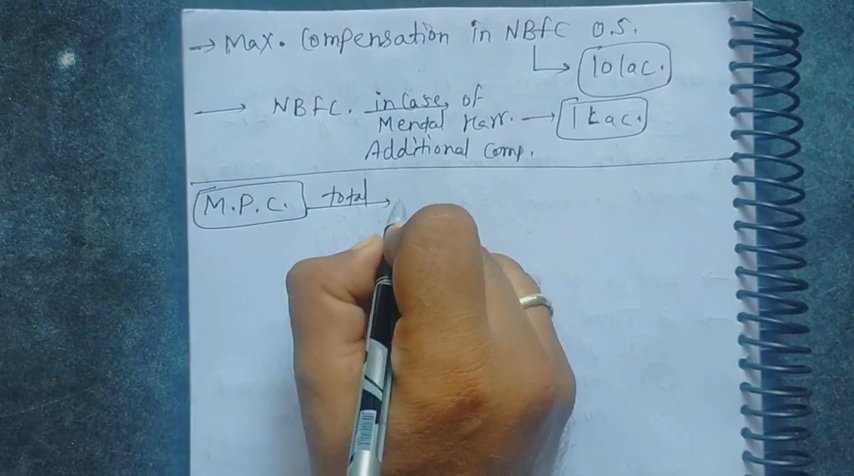 → Max. Compensation in NBFC O.S.
↳ 10 lac.
→ NBFC. in Case, of
Mental Harr. → 1 Lac.
Additional Comp.
M.P.C. total →